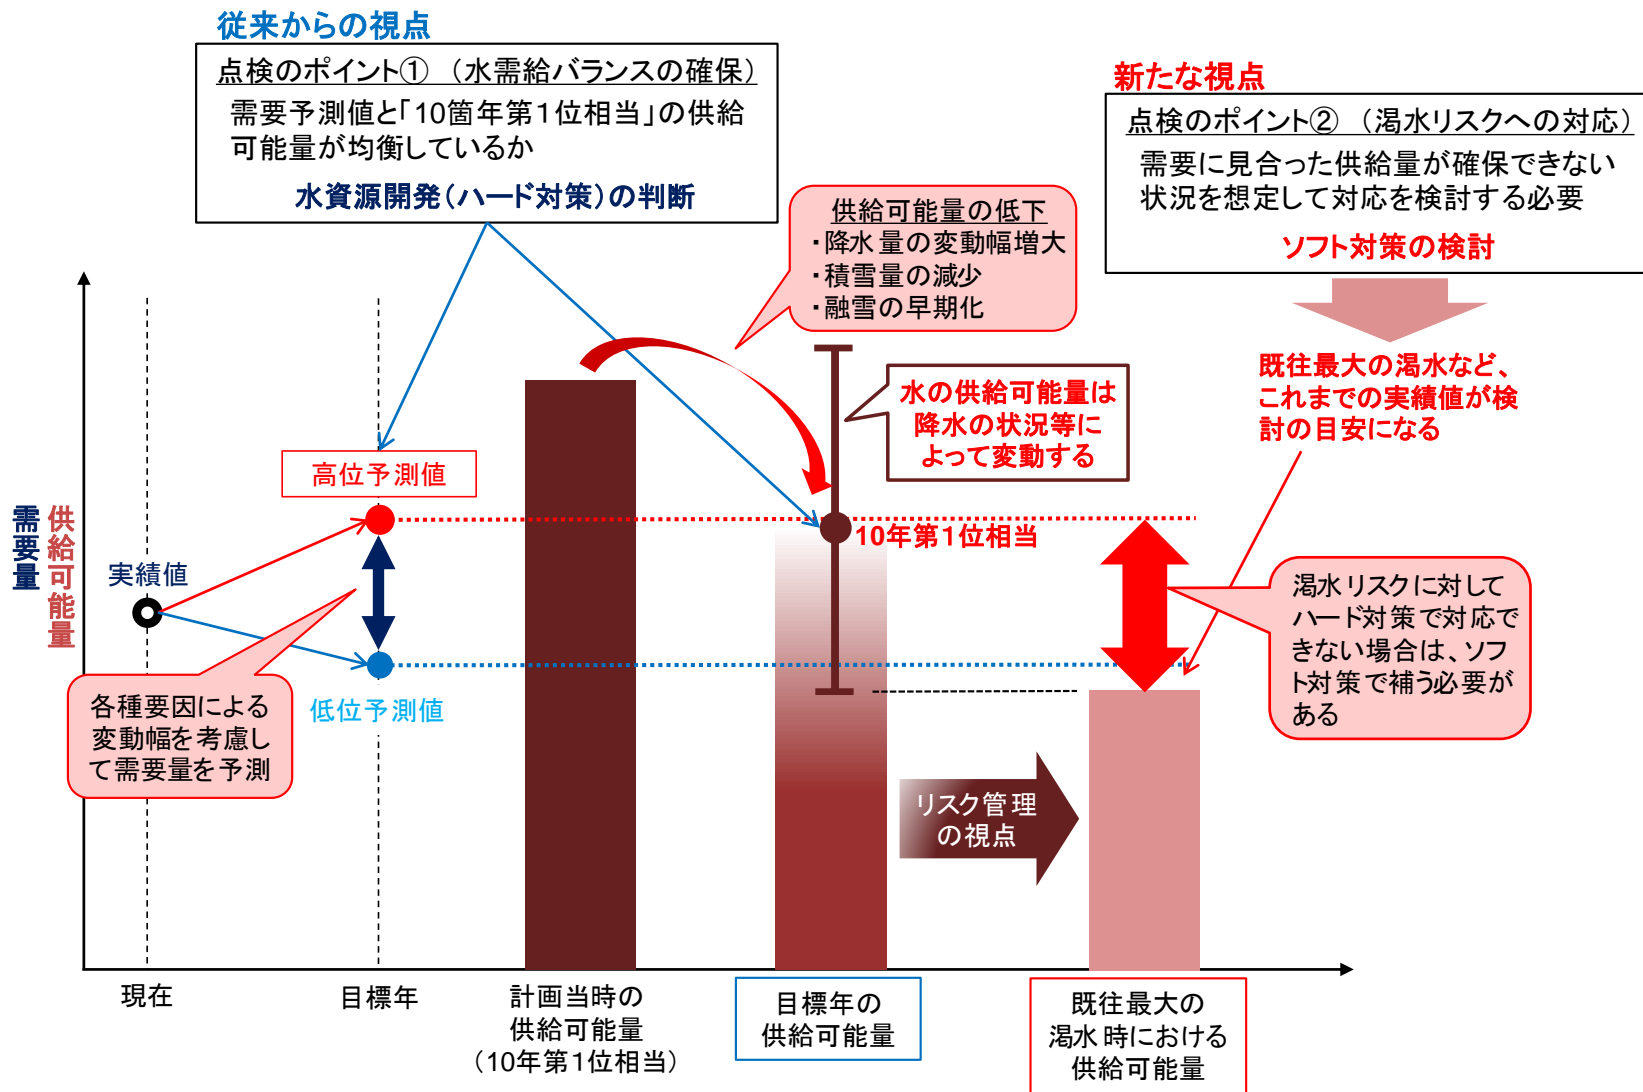 従来からの視点
点検のポイント① （水需給バランスの確保）
需要予測値と「10箇年第1位相当」の供給
可能量が均衡しているか
水資源開発（ハード対策）の判断
新たな視点
点検のポイント② （渇水リスクへの対応）
需要に見合った供給量が確保できない
状況を想定して対応を検討する必要
ソフト対策の検討
供給可能量の低下
・降水量の変動幅増大
・積雪量の減少
・融雪の早期化
水の供給可能量は
降水の状況等に
よって変動する
既往最大の渇水など、
これまでの実績値が検
討の目安になる
高位予測値
需要量
供給可能量
実績値
10年第1位相当
低位予測値
各種要因による
変動幅を考慮し
て需要量を予測
渇水リスクに対して
ハード対策で対応で
きない場合は、ソフ
ト対策で補う必要が
ある
リスク管理
の視点
現在
目標年
計画当時の
供給可能量
（10年第1位相当）
目標年の
供給可能量
既往最大の
渇水時における
供給可能量